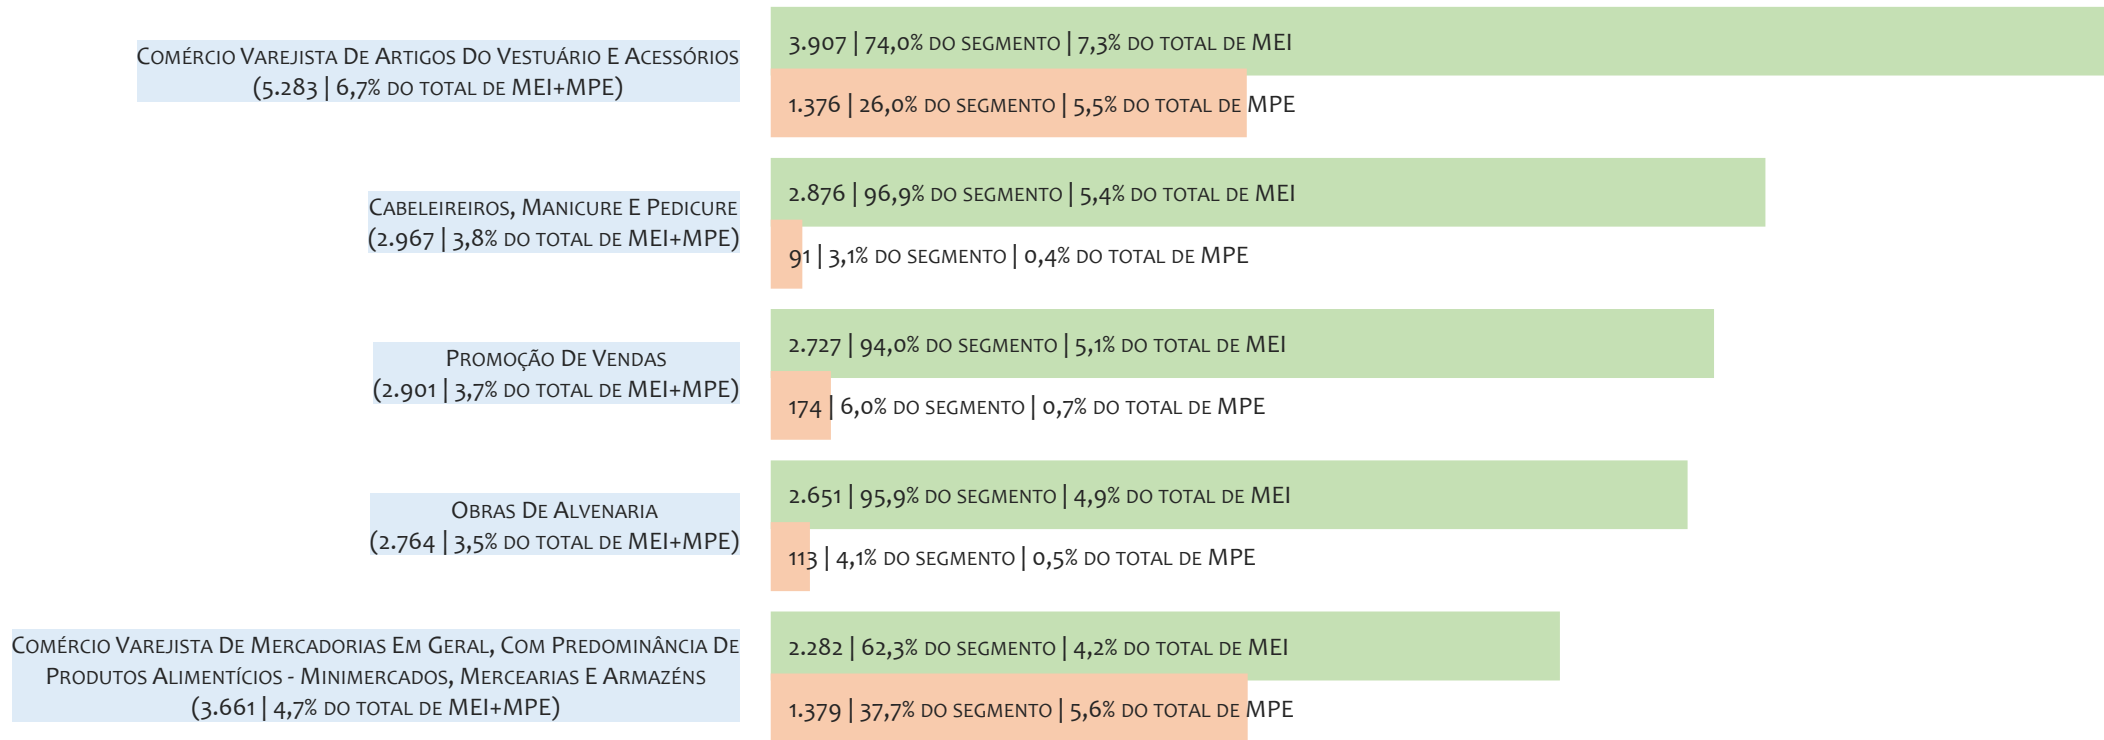 Comércio Varejista De Artigos Do Vestuário E Acessórios
(5.283 | 6,7% do total de MEI+MPE)
3.907 | 74,0% do segmento | 7,3% do total de MEI
1.376 | 26,0% do segmento | 5,5% do total de MPE
Cabeleireiros, Manicure E Pedicure
(2.967 | 3,8% do total de MEI+MPE)
2.876 | 96,9% do segmento | 5,4% do total de MEI
91 | 3,1% do segmento | 0,4% do total de MPE
Promoção De Vendas
(2.901 | 3,7% do total de MEI+MPE)
2.727 | 94,0% do segmento | 5,1% do total de MEI
174 | 6,0% do segmento | 0,7% do total de MPE
Obras De Alvenaria
(2.764 | 3,5% do total de MEI+MPE)
2.651 | 95,9% do segmento | 4,9% do total de MEI
113 | 4,1% do segmento | 0,5% do total de MPE
Comércio Varejista De Mercadorias Em Geral, Com Predominância De
Produtos Alimentícios - Minimercados, Mercearias E Armazéns
(3.661 | 4,7% do total de MEI+MPE)
2.282 | 62,3% do segmento | 4,2% do total de MEI
1.379 | 37,7% do segmento | 5,6% do total de MPE